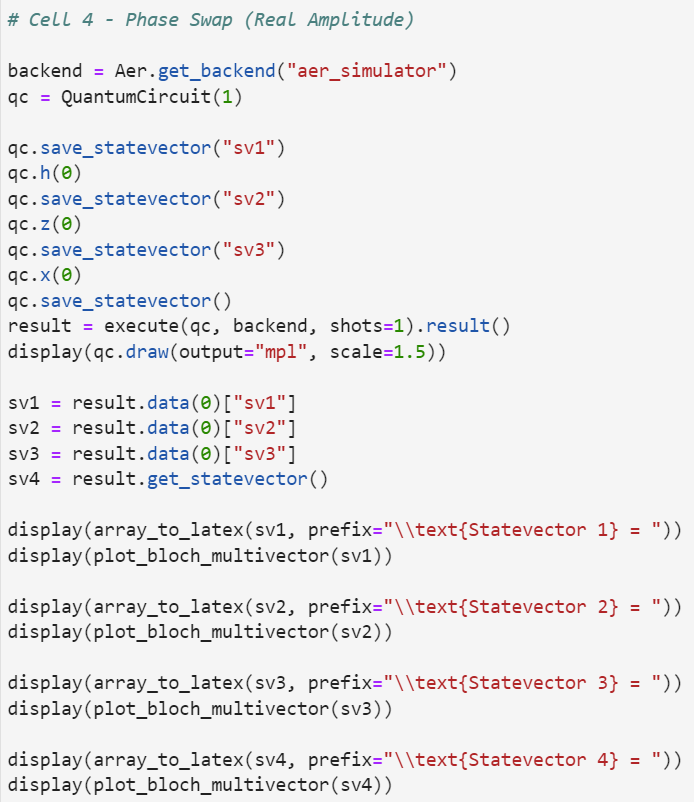 # Cell 4 - Phase Swap (Real Amplitude)
backend = Aer.get_backend("aer_simulator")
qc = QuantumCircuit(1)
qc.save_statevector("sv1")
qc.h(0)
qc.save_statevector("sv2")
qc.z(0)
qc.save_statevector("sv3")
qc.x(0)
qc.save_statevector()
result = execute(qc, backend, shots=1).result()
display(qc.draw(output="mpl", scale=1.5))
sv1 = result.data(0)["sv1"]
sv2 = result.data(0)["sv2"]
sv3 = result.data(0)["sv3"]
sv4 = result.get_statevector()
display(array_to_latex(sv1, prefix="\\text{Statevector 1} = "))
display(plot_bloch_multivector(sv1))
display(array_to_latex(sv2, prefix="\\text{Statevector 2} = "))
display(plot_bloch_multivector(sv2))
display(array_to_latex(sv3, prefix="\\text{Statevector 3} = "))
display(plot_bloch_multivector(sv3))
display(array_to_latex(sv4, prefix="\\text{Statevector 4} = "))
display(plot_bloch_multivector(sv4))